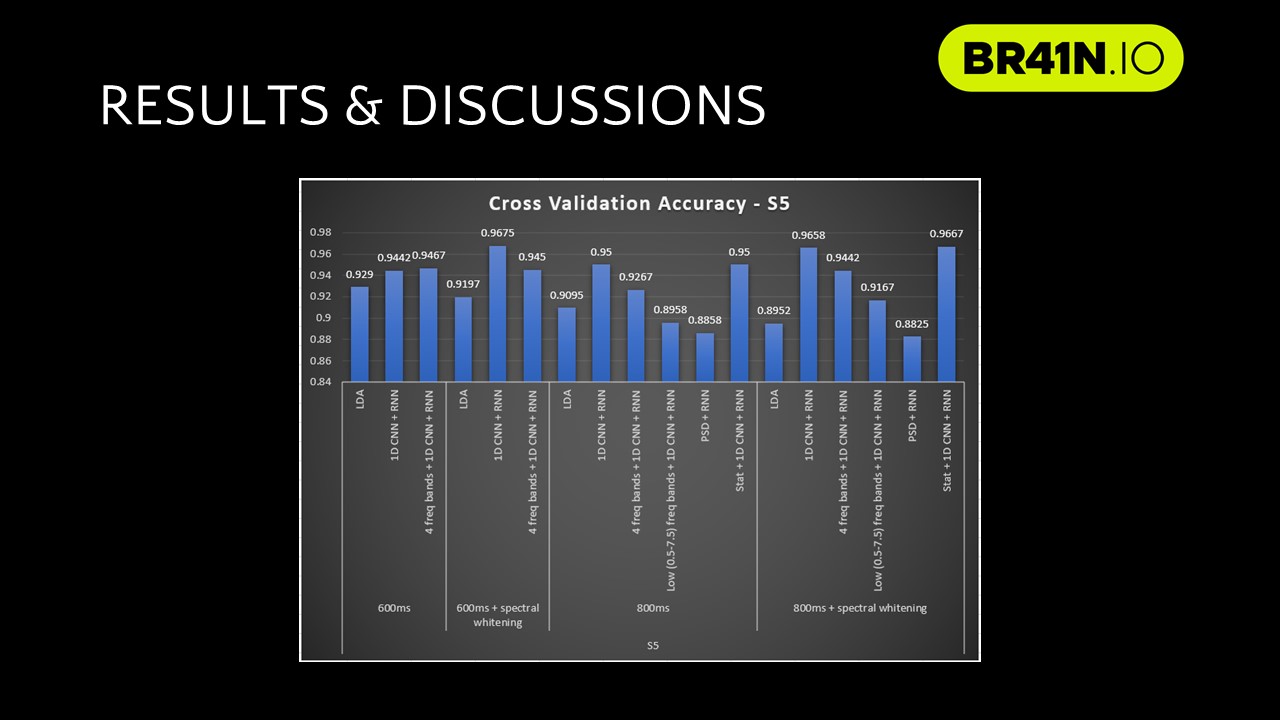 BR41N.IO
RESULTS & DISCUSSIONS
Cross Validation Accuracy - S5
0.98
0.96
0.94
0.92
0.9
0.88
0.86
0.84
0.929
0.9442
0.9467
0.9197
0.9675
0.945
0.9095
0.95
0.9267
0.8958
0.8858
0.95
0.8952
0.9658
0.9442
0.9167
0.8825
0.9667
LDA
1D CNN + RNN
4 freq bands + 1D CNN + RNN
LDA
1D CNN + RNN
4 freq bands + 1D CNN + RNN
LDA
1D CNN + RNN
4 freq bands + 1D CNN + RNN
Low (0.5-7.5) freq bands + 1D CNN + RNN
PSD + RNN
Stat + 1D CNN + RNN
LDA
1D CNN + RNN
4 freq bands + 1D CNN + RNN
Low (0.5-7.5) freq bands + 1D CNN + RNN
PSD + RNN
Stat + 1D CNN + RNN
600ms
600ms + spectral
whitening
800ms
800ms + spectral whitening
S5